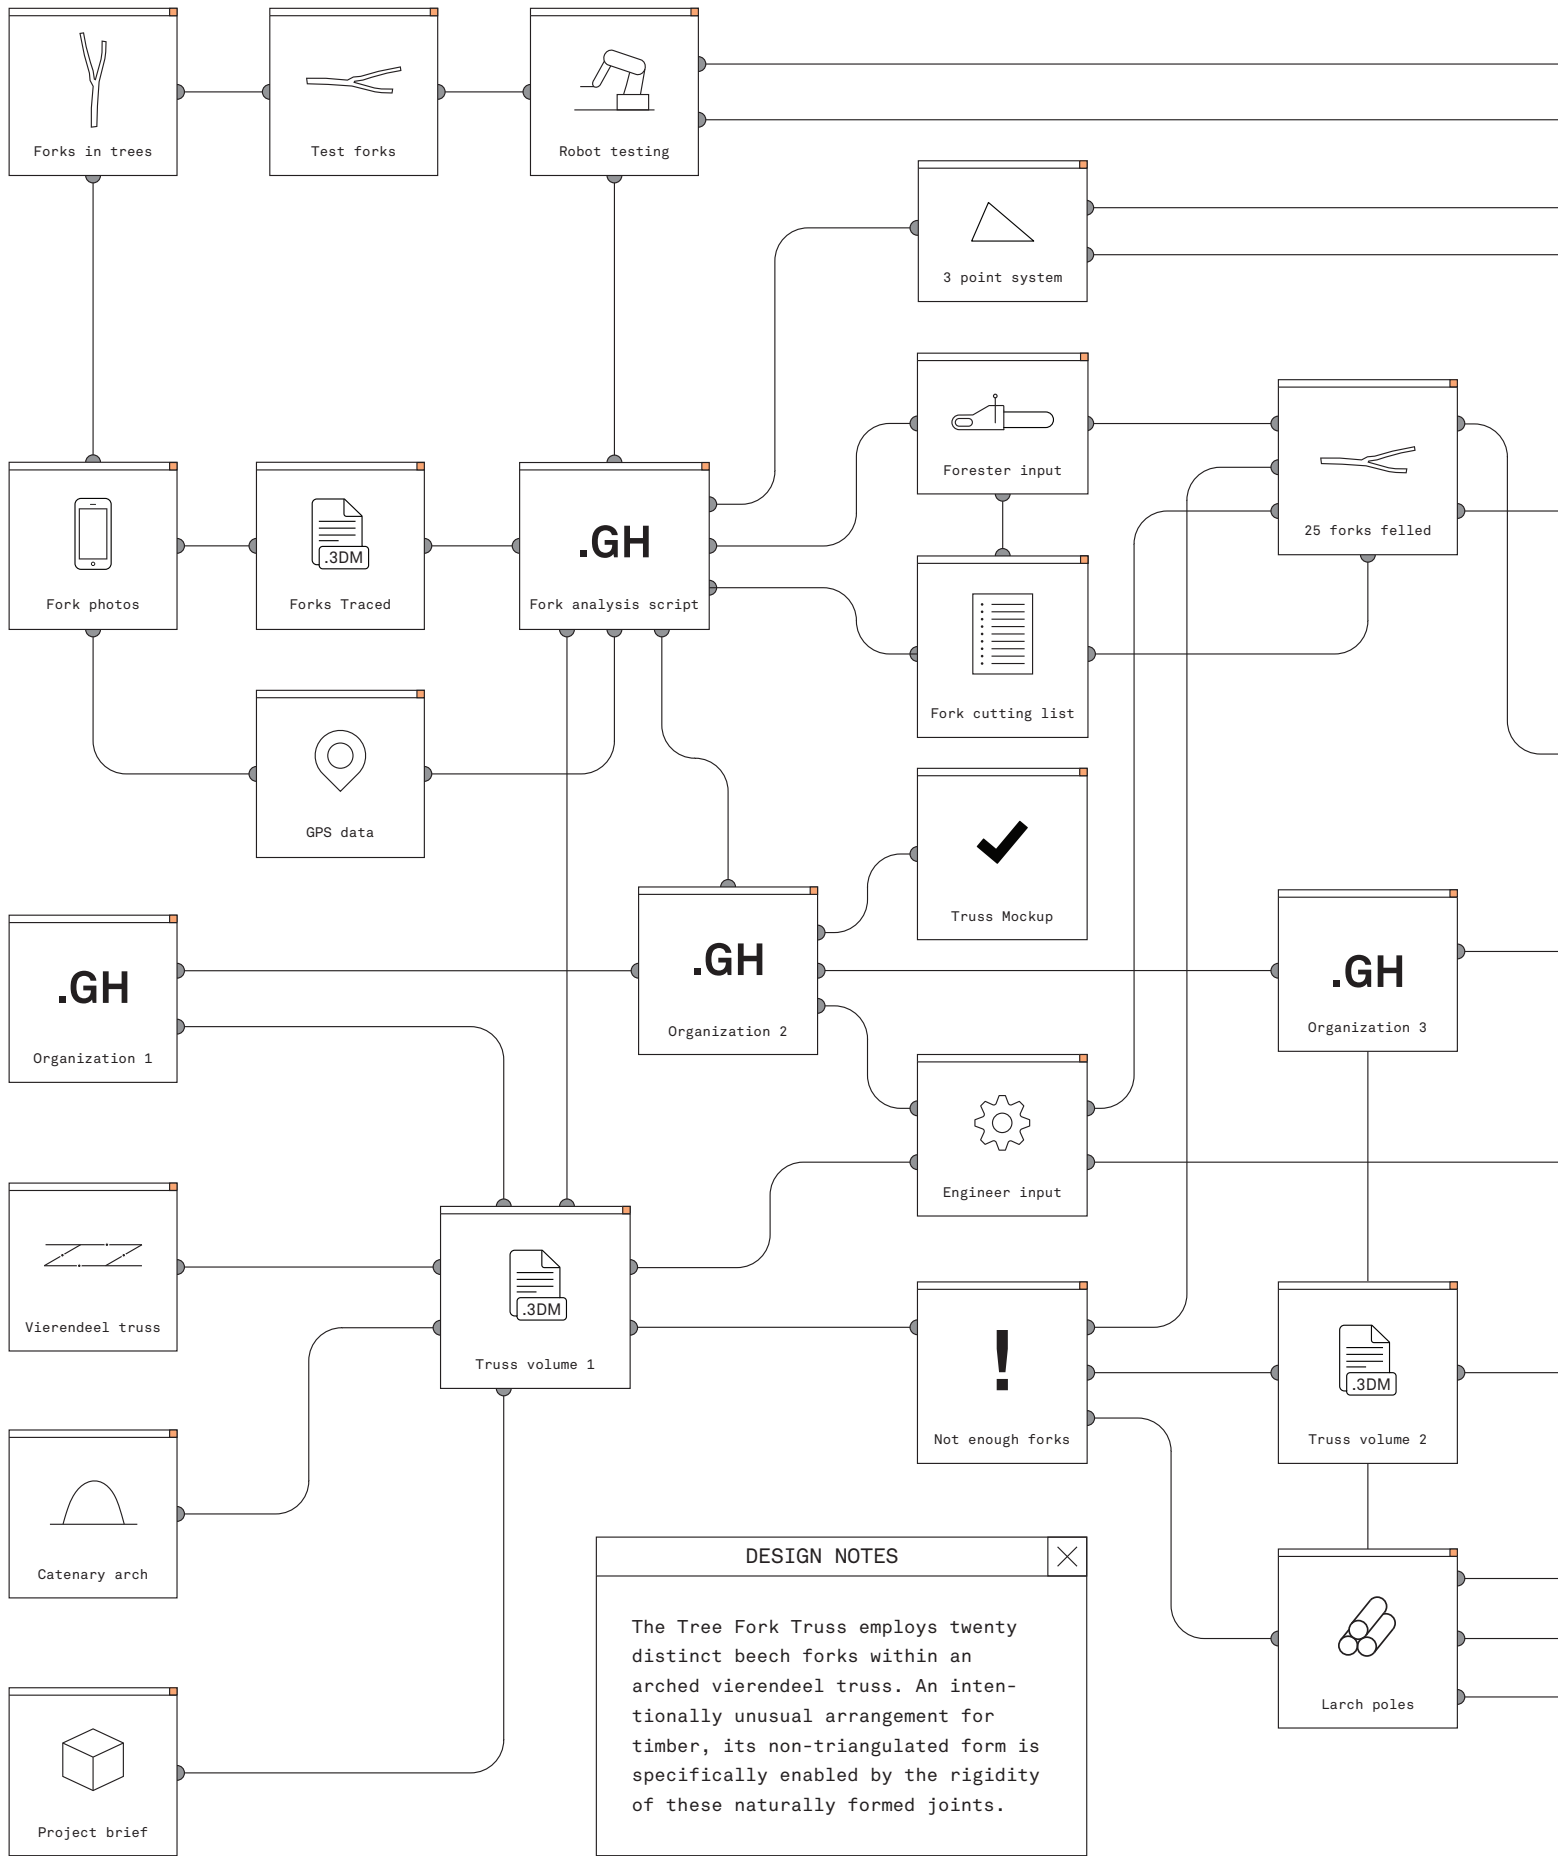 Forks in trees
Test forks
Robot testing
3 point system
Forester input
25 forks felled
.3DM
.GH
Fork photos
Forks Traced
Fork analysis script
Fork cutting list
GPS data
Truss Mockup
.GH
Organization 1
.GH
Organization 2
.GH
Organization 3
Engineer input
Vierendeel truss
.3DM
Truss volume 1
!
Not enough forks
.3DM
Truss volume 2
Catenary arch
DESIGN NOTES
The Tree Fork Truss employs twenty
distinct beech forks within an
arched vierendeel truss. An inten-
tionally unusual arrangement for
timber, its non-triangulated form is
specifically enabled by the rigidity
of these naturally formed joints.
Larch poles
Project brief